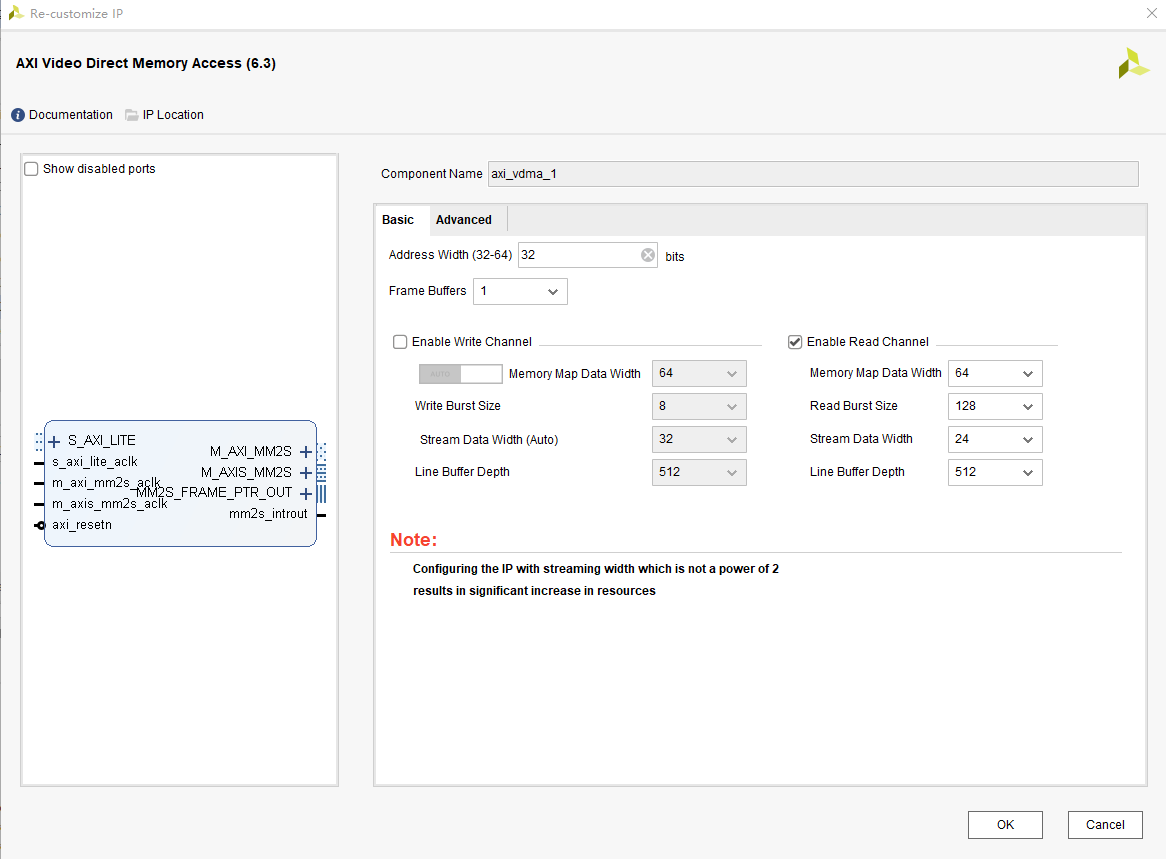 Re-customize IP
AXI Video Direct Memory Access (6.3)
Documentation IP Location
Show disabled ports
S_AXI_LITE
s_axi_lite_aclk
m_axi_mm2s_aclk
m_axis_mm2s_aclk
axi_resetn
M_AXI_MM2S
M_AXIS_MM2S
MM2S_FRAME_PTR_OUT
mm2s_introut
Component Name axi_vdma_1
Basic Advanced
Address Width (32-64) 32 bits
Frame Buffers 1
Enable Write Channel
AUTO Memory Map Data Width 64
Write Burst Size 8
Stream Data Width (Auto) 32
Line Buffer Depth 512
Enable Read Channel
Memory Map Data Width 64
Read Burst Size 128
Stream Data Width 24
Line Buffer Depth 512
Note:
Configuring the IP with streaming width which is not a power of 2
results in significant increase in resources
OK Cancel